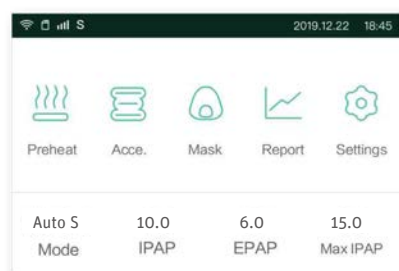 S 2019.12.22 18:45
Preheat Acce. Mask Report Settings
Auto S 10.0 6.0 15.0
Mode IPAP EPAP Max IPAP